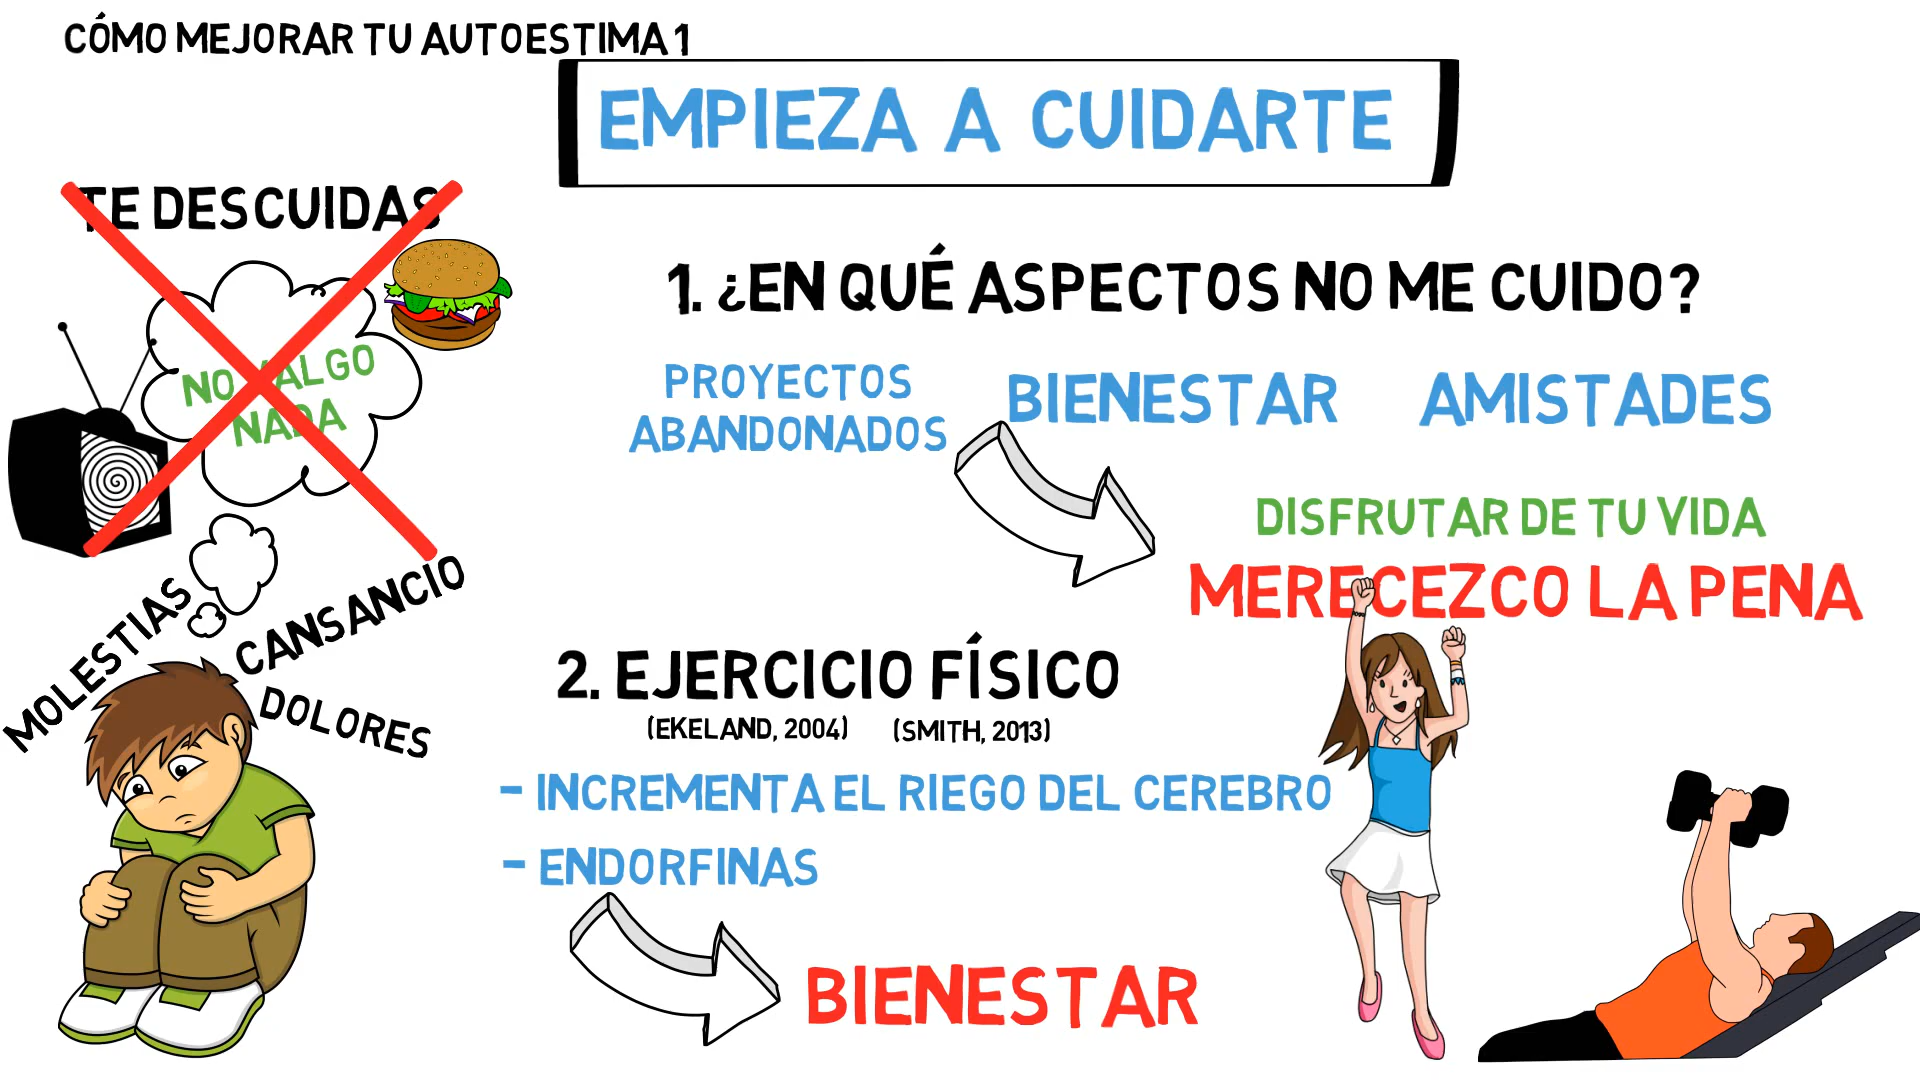 CÓMO MEJORAR TU AUTOESTIMA 1
EMPIEZA A CUIDARTE
TE DESCUIDAS
NO VALGO
NADA
MOLESTIAS
CANSANCIO
DOLORES
1. ¿EN QUÉ ASPECTOS NO ME CUIDO?
PROYECTOS
ABANDONADOS
BIENESTAR
AMISTADES
DISFRUTAR DE TU VIDA
MERECEZCO LA PENA
2. EJERCICIO FÍSICO
(EKELAND, 2004) (SMITH, 2013)
- INCREMENTA EL RIEGO DEL CEREBRO
- ENDORFINAS
BIENESTAR